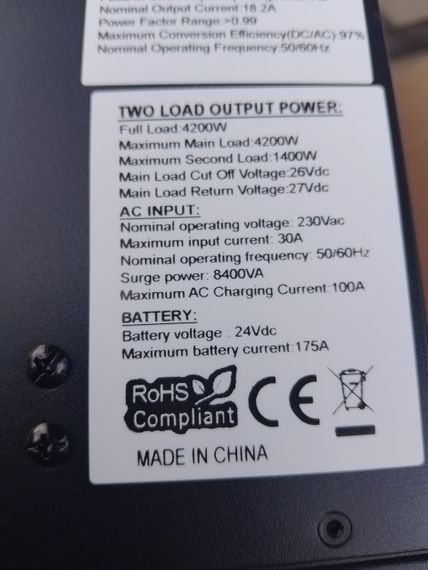 Nominal Output Current:18.2A
Power Factor Range:>0.99
Maximum Conversion Efficiency(DC/AC):97%
Nominal Operating Frequency:50/60Hz
TWO LOAD OUTPUT POWER:
Full Load:4200W
Maximum Main Load:4200W
Maximum Second Load:1400W
Main Load Cut Off Voltage:26Vdc
Main Load Return Voltage:27Vdc
AC INPUT:
Nominal operating voltage: 230Vac
Maximum input current: 30A
Nominal operating frequency: 50/60Hz
Surge power: 8400VA
Maximum AC Charging Current:100A
BATTERY:
Battery voltage : 24Vdc
Maximum battery current:175A
RoHS
Compliant
CE
MADE IN CHINA